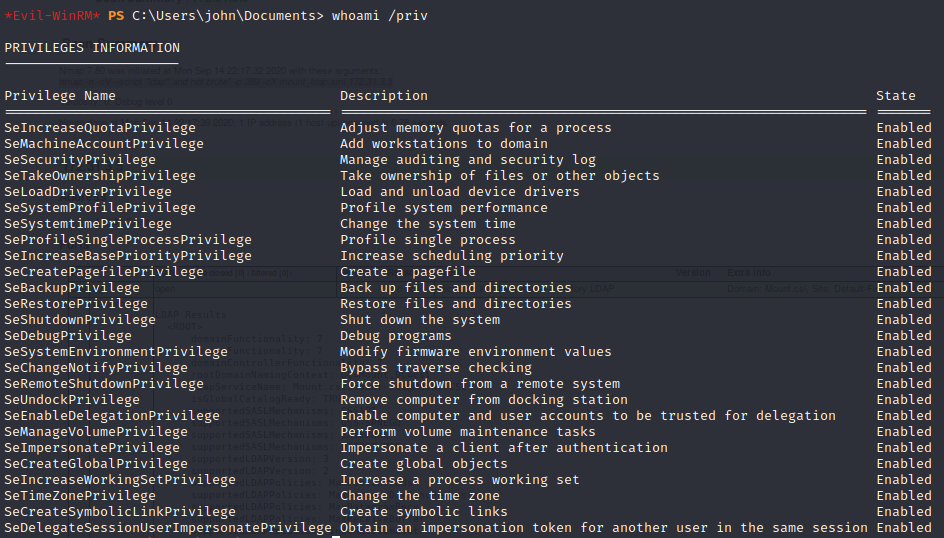 *Evil-WinRM* PS C:\Users\john\Documents> whoami /priv
PRIVILEGES INFORMATION
Privilege Name Description State
SeIncreaseQuotaPrivilege Adjust memory quotas for a process Enabled
SeMachineAccountPrivilege Add workstations to domain Enabled
SeSecurityPrivilege Manage auditing and security log Enabled
SeTakeOwnershipPrivilege Take ownership of files or other objects Enabled
SeLoadDriverPrivilege Load and unload device drivers Enabled
SeSystemProfilePrivilege Profile system performance Enabled
SeSystemtimePrivilege Change the system time Enabled
SeProfileSingleProcessPrivilege Profile single process Enabled
SeIncreaseBasePriorityPrivilege Increase scheduling priority Enabled
SeCreatePagefilePrivilege Create a pagefile Enabled
SeBackupPrivilege Back up files and directories Enabled
SeRestorePrivilege Restore files and directories Enabled
SeShutdownPrivilege Shut down the system Enabled
SeDebugPrivilege Debug programs Enabled
SeSystemEnvironmentPrivilege Modify firmware environment values Enabled
SeChangeNotifyPrivilege Bypass traverse checking Enabled
SeRemoteShutdownPrivilege Force shutdown from a remote system Enabled
SeUndockPrivilege Remove computer from docking station Enabled
SeEnableDelegationPrivilege Enable computer and user accounts to be trusted for delegation Enabled
SeManageVolumePrivilege Perform volume maintenance tasks Enabled
SeImpersonatePrivilege Impersonate a client after authentication Enabled
SeCreateGlobalPrivilege Create global objects Enabled
SeIncreaseWorkingSetPrivilege Increase a process working set Enabled
SeTimeZonePrivilege Change the time zone Enabled
SeCreateSymbolicLinkPrivilege Create symbolic links Enabled
SeDelegateSessionUserImpersonatePrivilege Obtain an impersonation token for another user in the same session Enabled